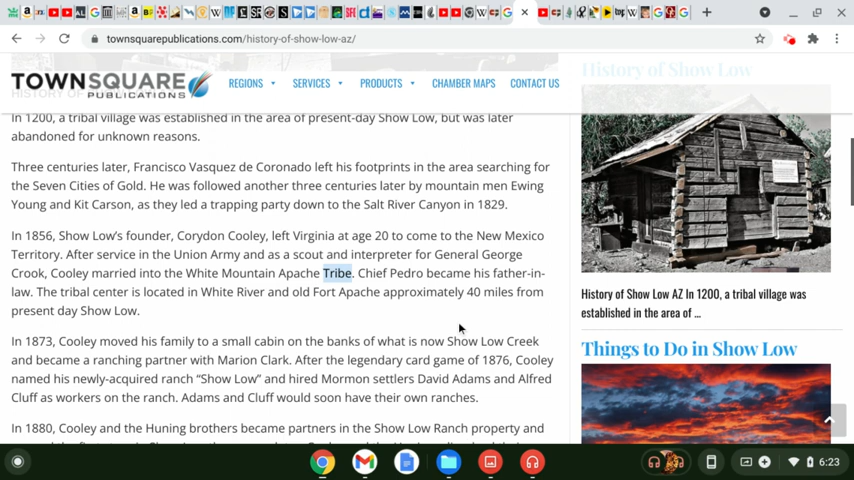 townsquarepublications.com/history-of-show-low-az/
TOWNSQUARE
PUBLICATIONS
REGIONS
SERVICES
PRODUCTS
CHAMBER MAPS
CONTACT US
History of Show Low
In 1200, a tribal village was established in the area of present-day Show Low, but was later
abandoned for unknown reasons.
Three centuries later, Francisco Vasquez de Coronado left his footprints in the area searching for
the Seven Cities of Gold. He was followed another three centuries later by mountain men Ewing
Young and Kit Carson, as they led a trapping party down to the Salt River Canyon in 1829.
In 1856, Show Low's founder, Corydon Cooley, left Virginia at age 20 to come to the New Mexico
Territory. After service in the Union Army and as a scout and interpreter for General George
Crook, Cooley married into the White Mountain Apache Tribe. Chief Pedro became his father-in-
law. The tribal center is located in White River and old Fort Apache approximately 40 miles from
present day Show Low.
In 1873, Cooley moved his family to a small cabin on the banks of what is now Show Low Creek
and became a ranching partner with Marion Clark. After the legendary card game of 1876, Cooley
named his newly-acquired ranch “Show Low” and hired Mormon settlers David Adams and Alfred
Cluff as workers on the ranch. Adams and Cluff would soon have their own ranches.
In 1880, Cooley and the Huning brothers became partners in the Show Low Ranch property and
History of Show Low AZ In 1200, a tribal village was
established in the area of ...
Things to Do in Show Low
6:23